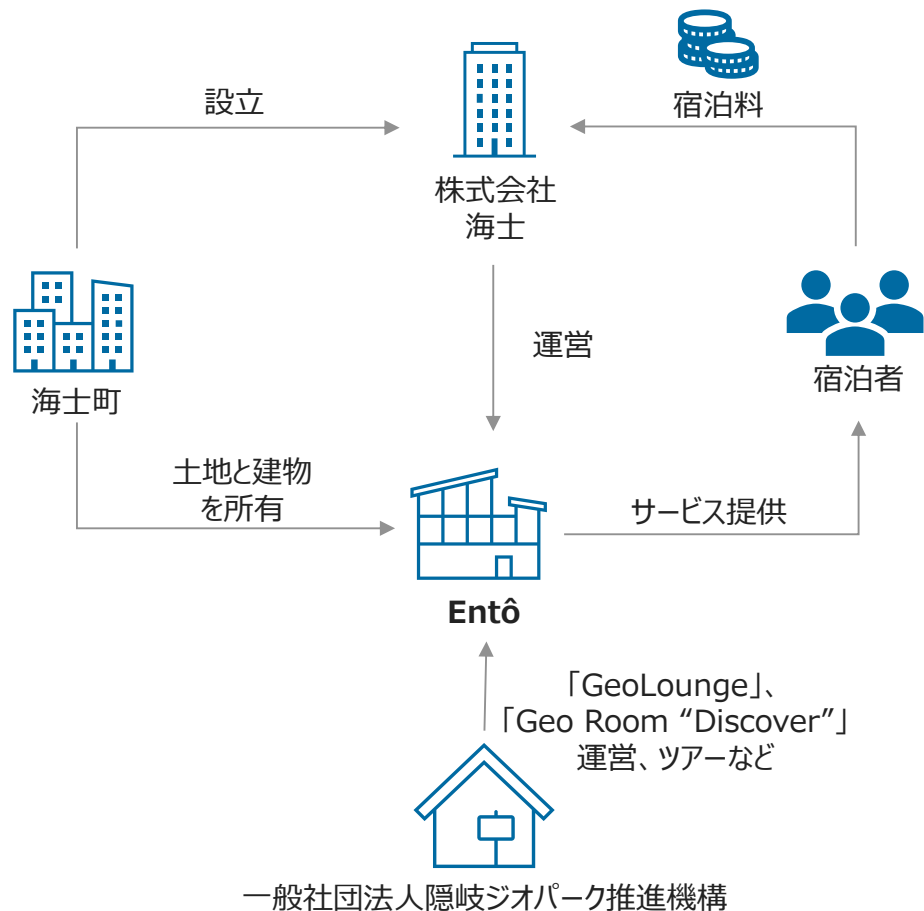 設立
宿泊料
株式会社
海士
海士町
運営
宿泊者
土地と建物
を所有
サービス提供
Entô
「GeoLounge」、
「Geo Room “Discover”」
運営、ツアーなど
一般社団法人隠岐ジオパーク推進機構